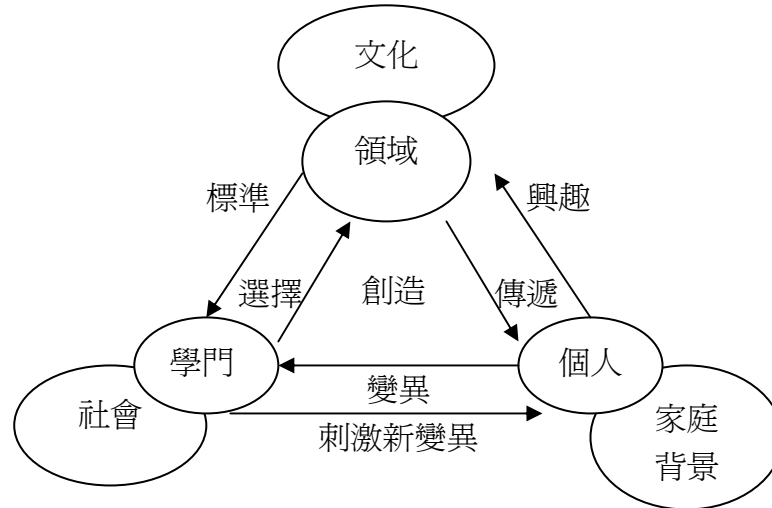 文化
領域
標準
興趣
選擇
創造
傳遞
學門
個人
變異
社會
刺激新變異
家庭
背景